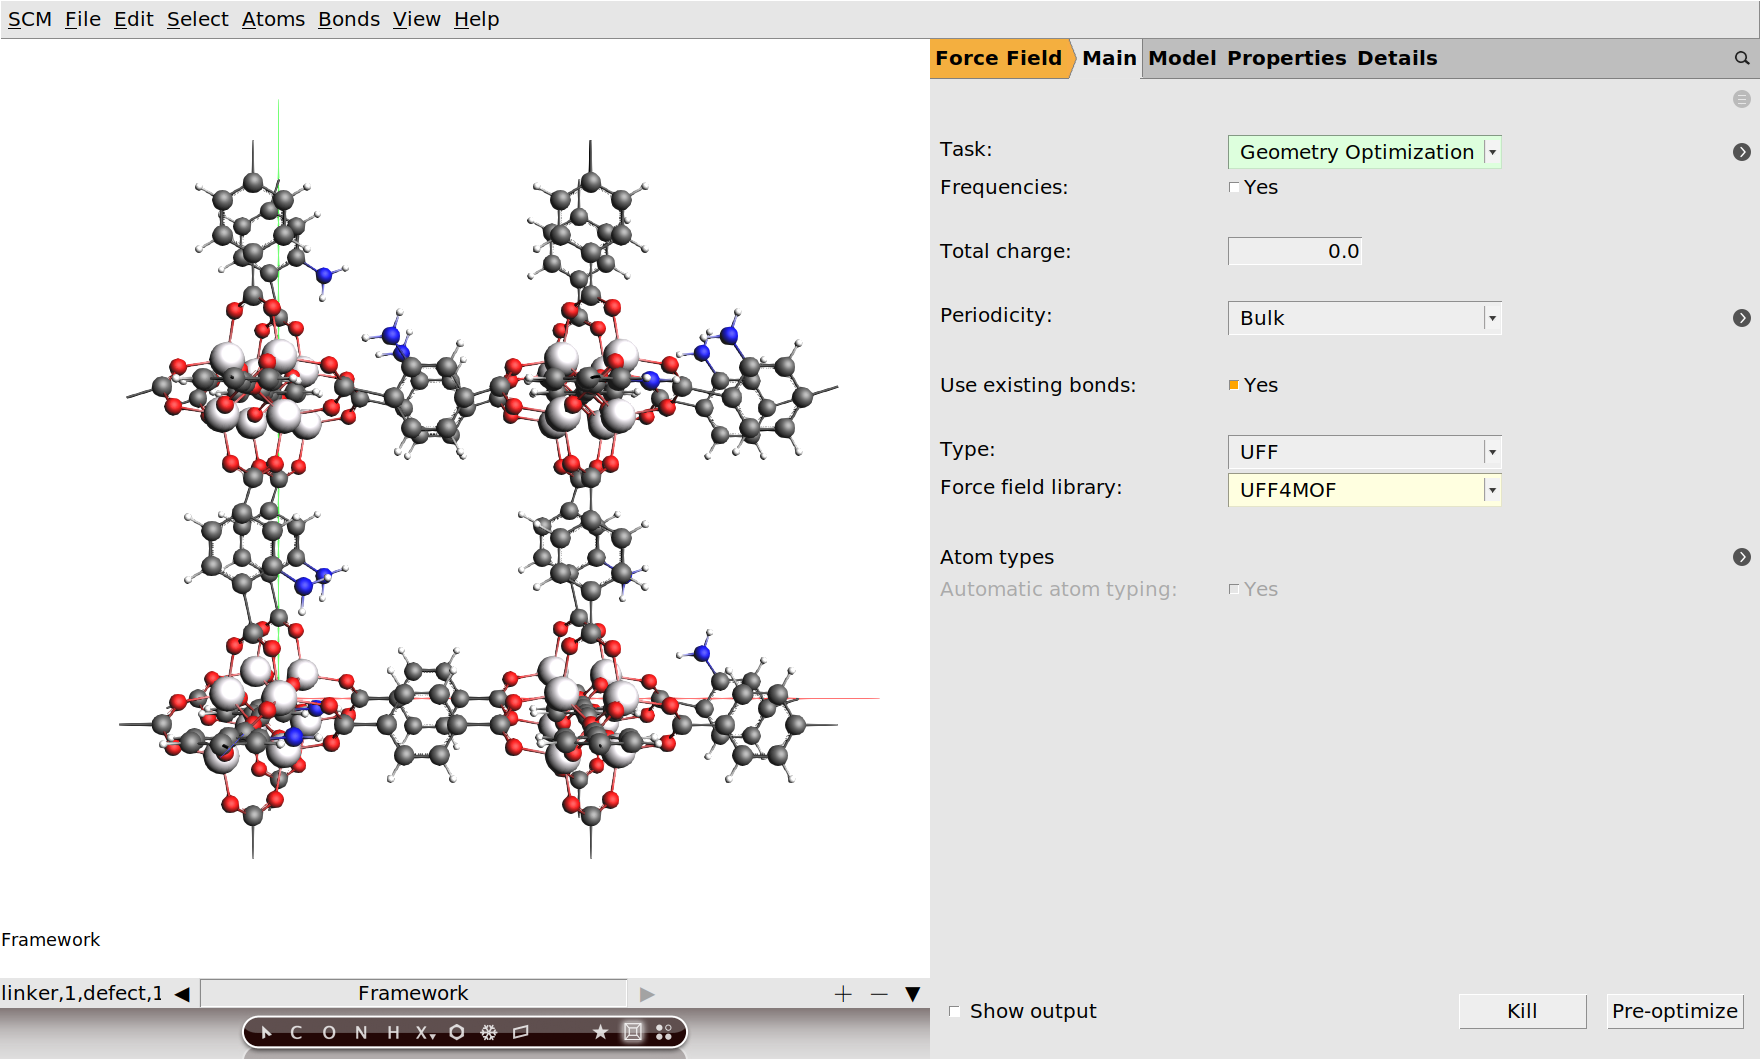 SCM File Edit Select Atoms Bonds View Help
Force Field Main Model Properties Details
Task: Geometry Optimization
Frequencies: Yes
Total charge: 0.0
Periodicity: Bulk
Use existing bonds: Yes
Type: UFF
Force field library: UFF4MOF
Atom types
Automatic atom typing: Yes
Framework
linker,1,defect,1 Framework
Show output Kill Pre-optimize
C O N H X